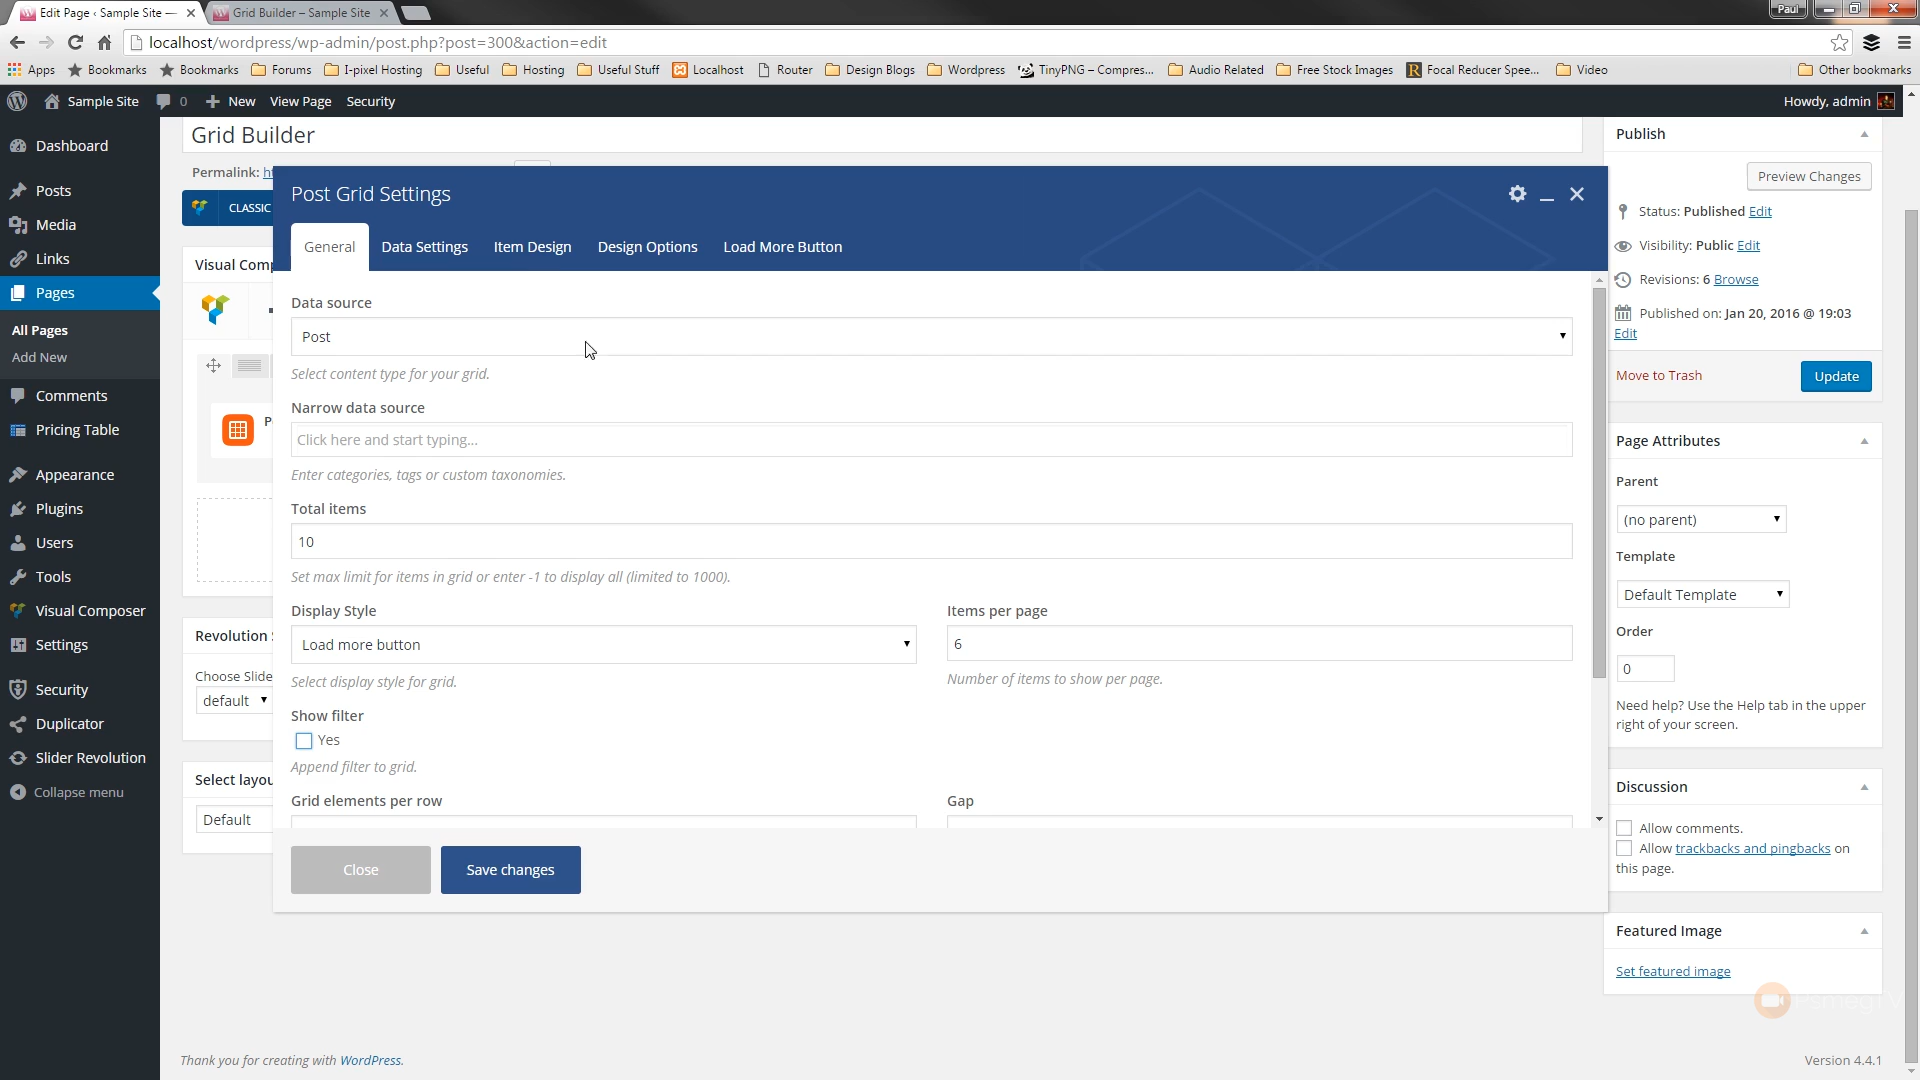 Edit Page ‹ Sample Site —
Grid Builder – Sample Site
Paul
localhost/wordpress/wp-admin/post.php?post=300&action=edit
Apps
Bookmarks
Bookmarks
Forums
I-pixel Hosting
Useful
Hosting
Useful Stuff
Localhost
Router
Design Blogs
Wordpress
TinyPNG – Compres...
Audio Related
Free Stock Images
Focal Reducer Spee...
Video
Other bookmarks
Sample Site
0
New
View Page
Security
Howdy, admin
Dashboard
Posts
Media
Links
Pages
All Pages
Add New
Comments
Pricing Table
Appearance
Plugins
Users
Tools
Visual Composer
Settings
Security
Duplicator
Slider Revolution
Collapse menu
Grid Builder
Permalink:
CLASSIC
Visual Comp
Revolution
Choose Slide
default
Select layou
Default
Post Grid Settings
General
Data Settings
Item Design
Design Options
Load More Button
Data source
Post
Select content type for your grid.
Narrow data source
Click here and start typing...
Enter categories, tags or custom taxonomies.
Total items
10
Set max limit for items in grid or enter -1 to display all (limited to 1000).
Display Style
Items per page
Load more button
6
Select display style for grid.
Number of items to show per page.
Show filter
Yes
Append filter to grid.
Grid elements per row
Gap
Close
Save changes
Publish
Preview Changes
Status: Published Edit
Visibility: Public Edit
Revisions: 6 Browse
Published on: Jan 20, 2016 @ 19:03
Edit
Move to Trash
Update
Page Attributes
Parent
(no parent)
Template
Default Template
Order
0
Need help? Use the Help tab in the upper
right of your screen.
Discussion
Allow comments.
Allow trackbacks and pingbacks on
this page.
Featured Image
Set featured image
Thank you for creating with WordPress.
Version 4.4.1